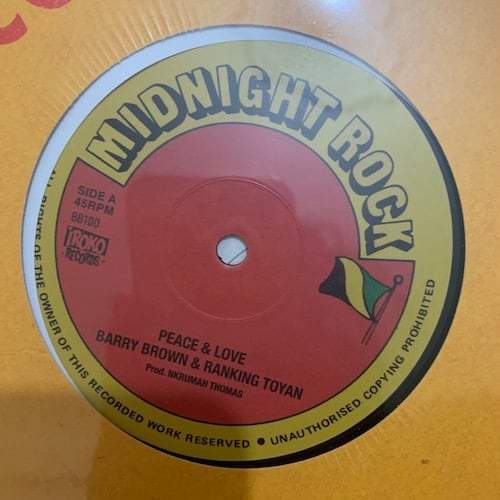 MIDNIGHT ROCK
SIDE A
45RPM
BB100
IROKO
RECORDS
PEACE & LOVE
BARRY BROWN & RANKING TOYAN
Prod. NKRUMAH THOMAS
ALL RIGHTS OF THE OWNER OF THIS RECORDED WORK RESERVED ● UNAUTHORISED COPYING PROHIBITED